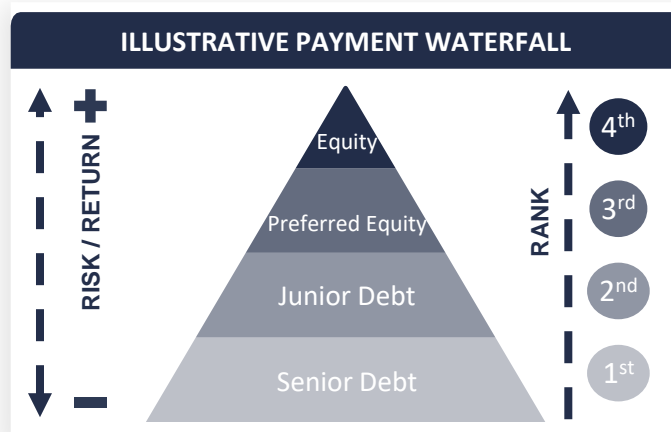 ILLUSTRATIVE PAYMENT WATERFALL
RISK / RETURN
Equity
Preferred Equity
Junior Debt
Senior Debt
RANK
4th
3rd
2nd
1st